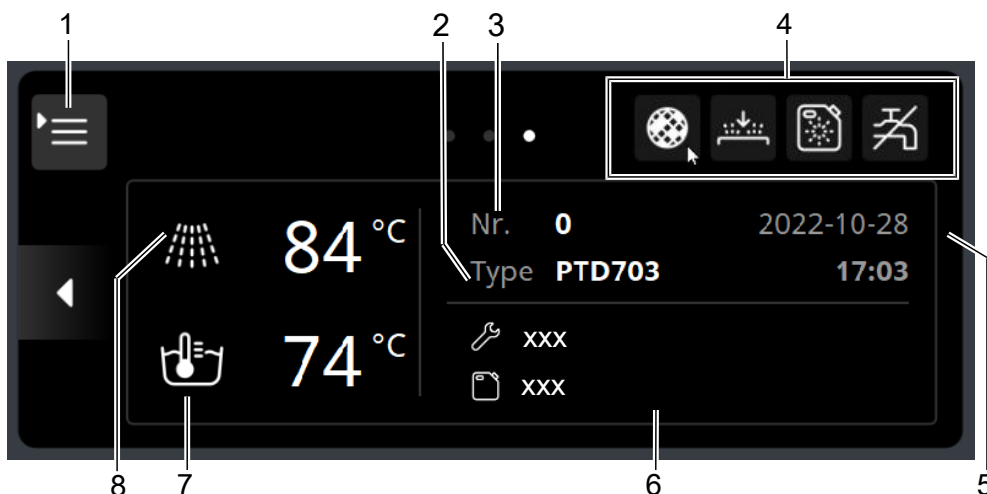 1 2 3 4
84 °C
Nr. 0 2022-10-28
Type PTD703 17:03
xxx
74 °C
xxx
8 7 6 5